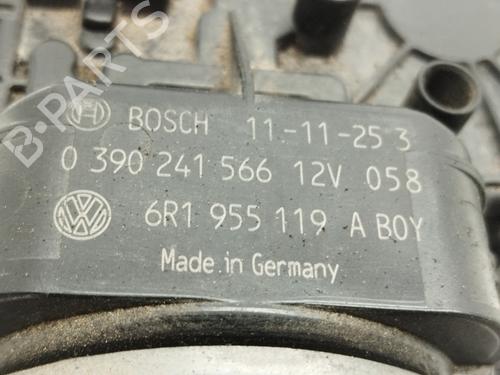 B-PARTS
BOSCH 11-11-25 3
0 390 241 566 12V 058
6R1 955 119 A BOY
Made in Germany